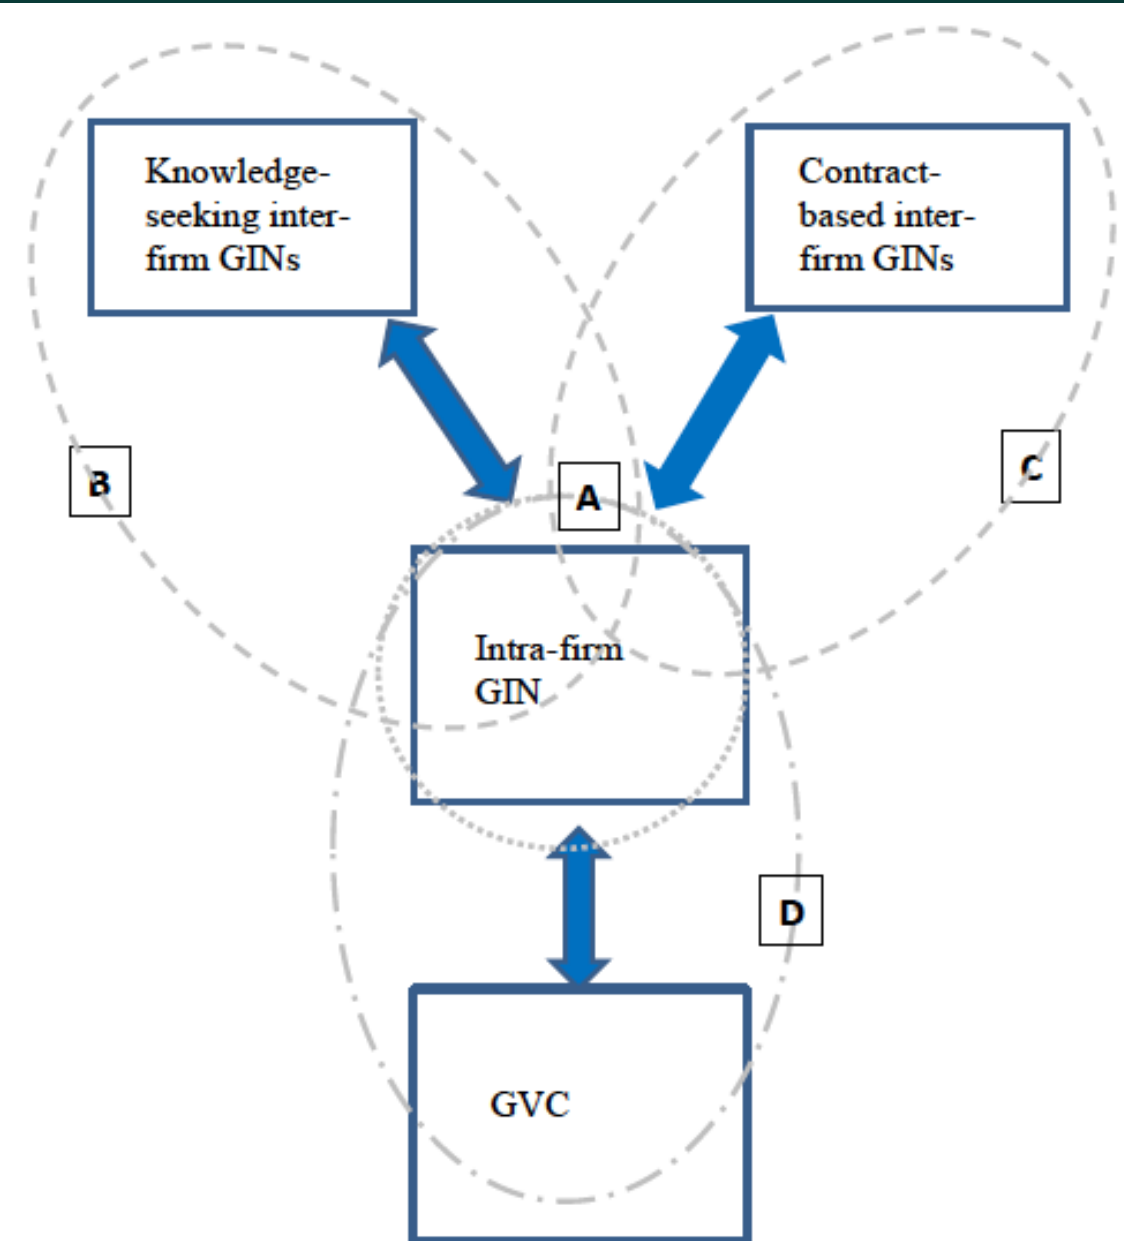 Knowledge-
seeking inter-
firm GINs
Contract-
based inter-
firm GINs
B
A
C
Intra-firm
GIN
D
GVC